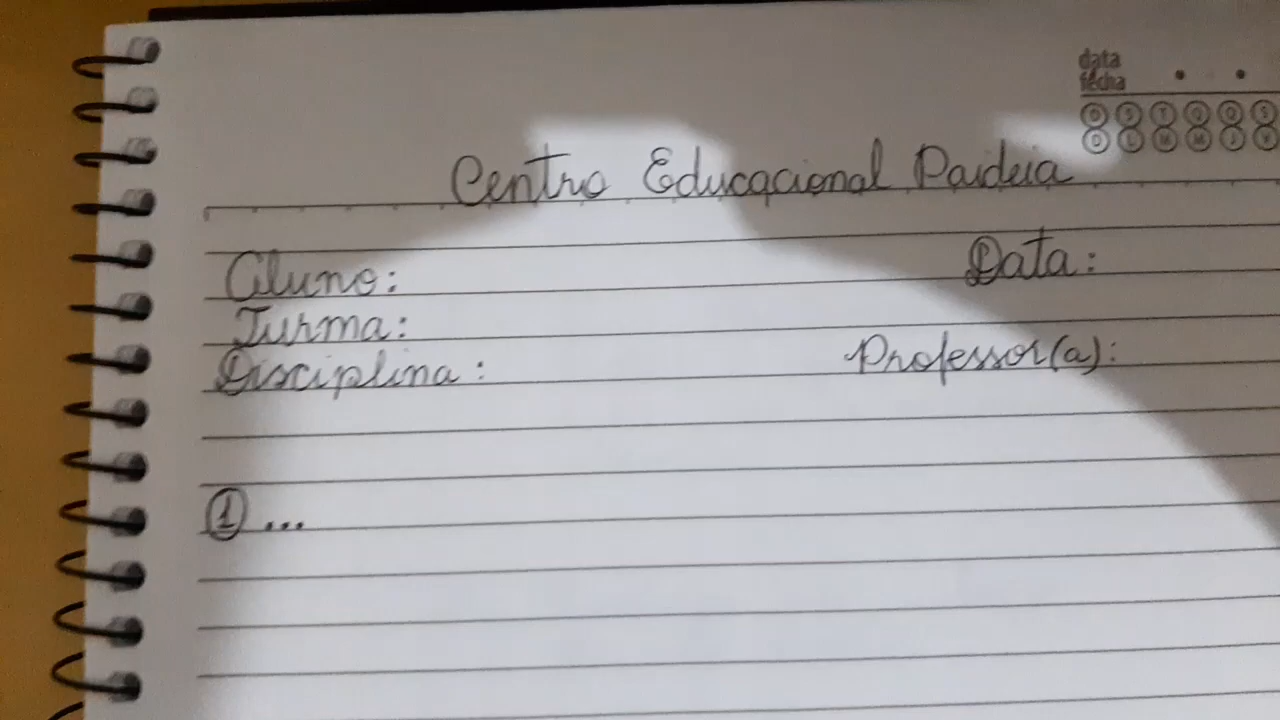 data
fecha
D S T Q Q S
D L M M J V
Centro Educacional Paideia
Aluno: Data:
Turma:
Disciplina: Professor(a):
1 ...